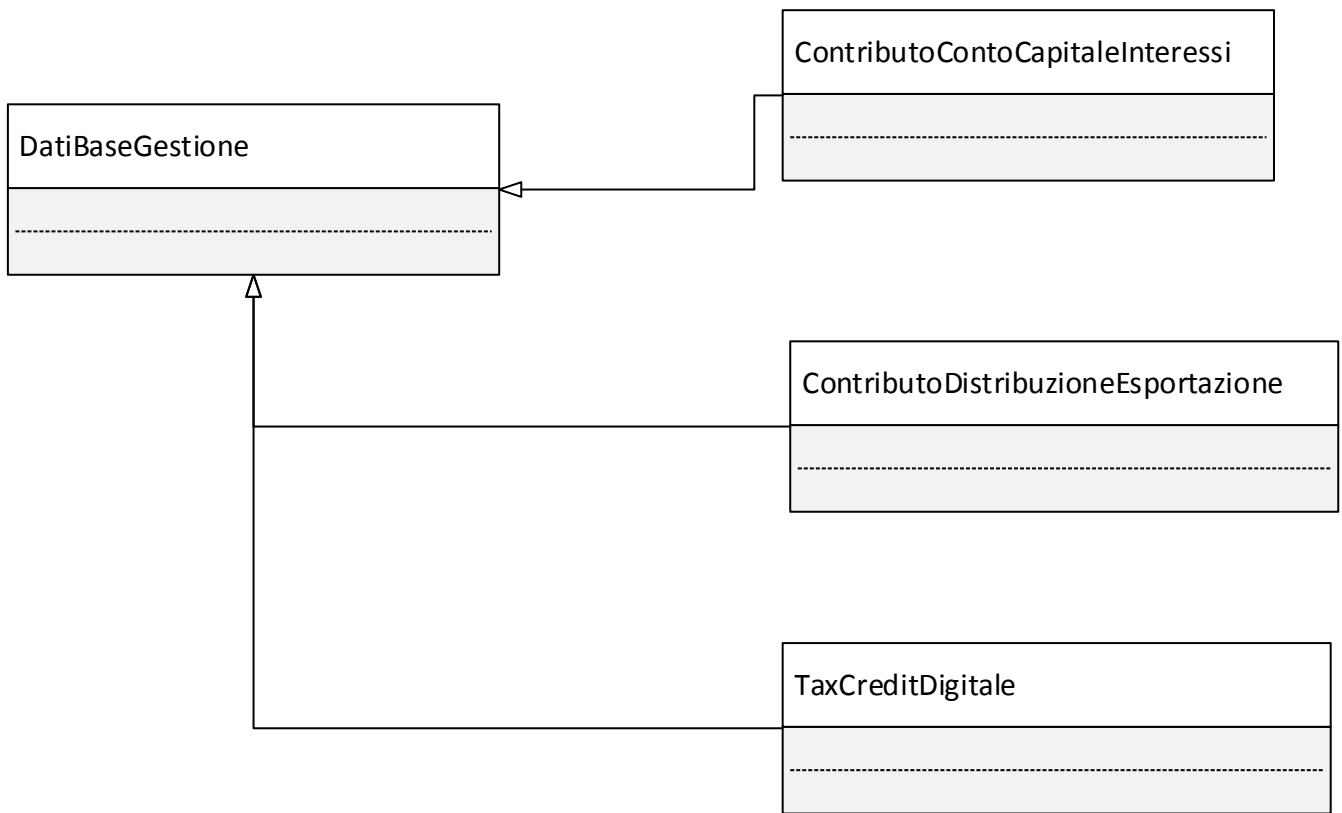 ContributoContoCapitaleInteressi
DatiBaseGestione
ContributoDistribuzioneEsportazione
TaxCreditDigitale